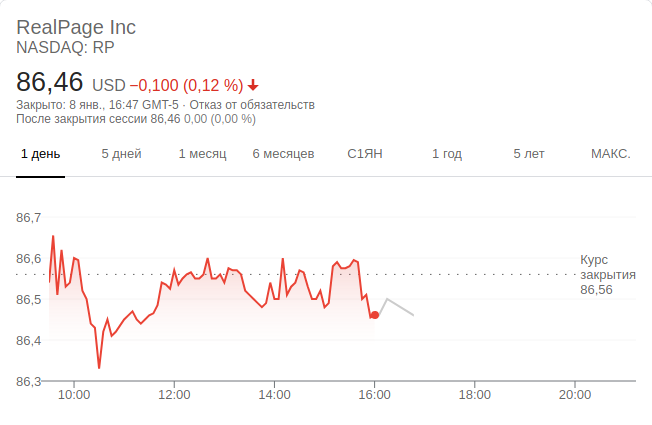 RealPage Inc
NASDAQ: RP
86,46 USD −0,100 (0,12 %)
Закрыто: 8 янв., 16:47 GMT-5 · Отказ от обязательств
После закрытия сессии 86,46 0,00 (0,00 %)
1 день 5 дней 1 месяц 6 месяцев С1ЯН 1 год 5 лет МАКС.
86,7
86,6
86,5
86,4
86,3
Курс
закрытия
86,56
10:00 12:00 14:00 16:00 18:00 20:00